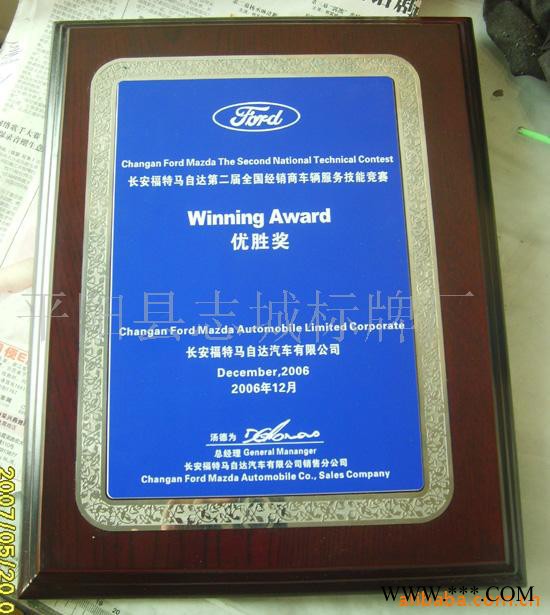 Ford
Changan Ford Mazda The Second National Technical Contest
长安福特马自达第二届全国经销商车辆服务技能竞赛
Winning Award
优胜奖
平阳县志城标牌厂
Changan Ford Mazda Automobile Limited Corporate
长安福特马自达汽车有限公司
December,2006
2006年12月
汤德为
总经理 General Mananger
长安福特马自达汽车有限公司销售分公司
Changan Ford Mazda Automobile Co., Sales Company
2007/05/20
alibaba.com.cn
www.***.COM